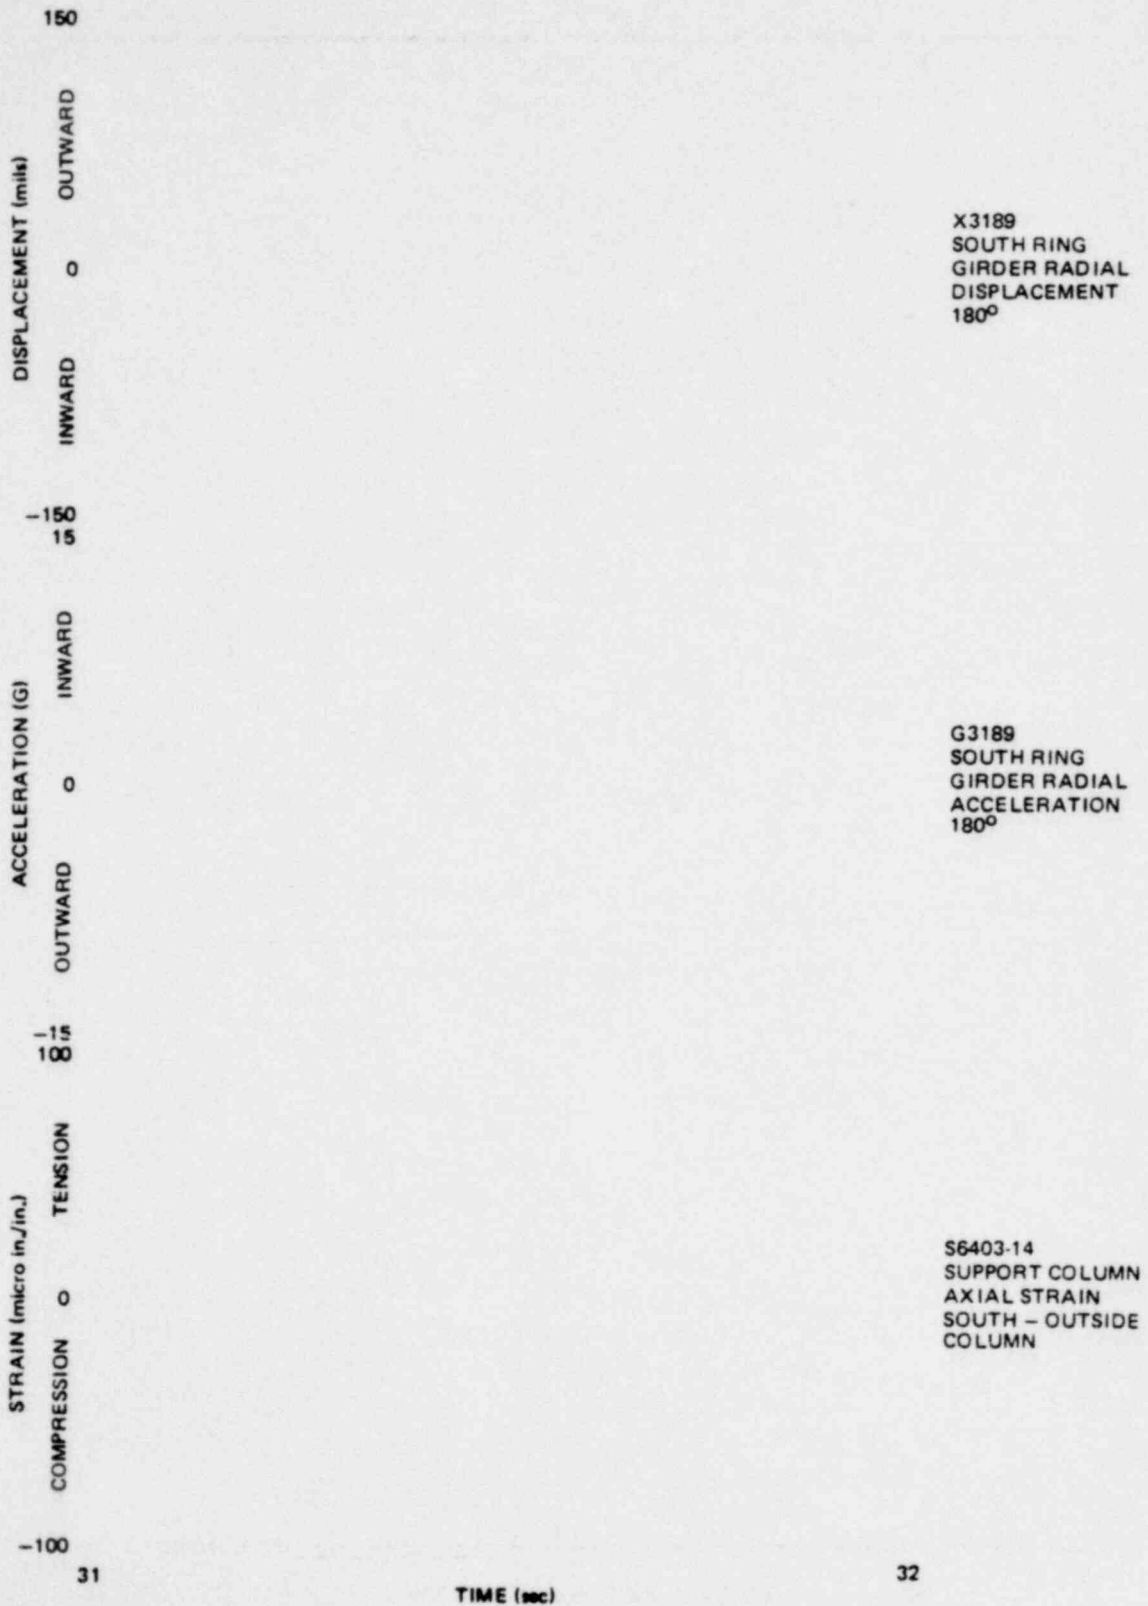 150
OUTWARD
DISPLACEMENT (mils)
0
INWARD
-150
X3189
SOUTH RING
GIRDER RADIAL
DISPLACEMENT
180°
15
INWARD
ACCELERATION (G)
0
OUTWARD
-15
G3189
SOUTH RING
GIRDER RADIAL
ACCELERATION
180°
100
TENSION
STRAIN (micro in./in.)
0
COMPRESSION
-100
S6403-14
SUPPORT COLUMN
AXIAL STRAIN
SOUTH – OUTSIDE
COLUMN
31
32
TIME (sec)